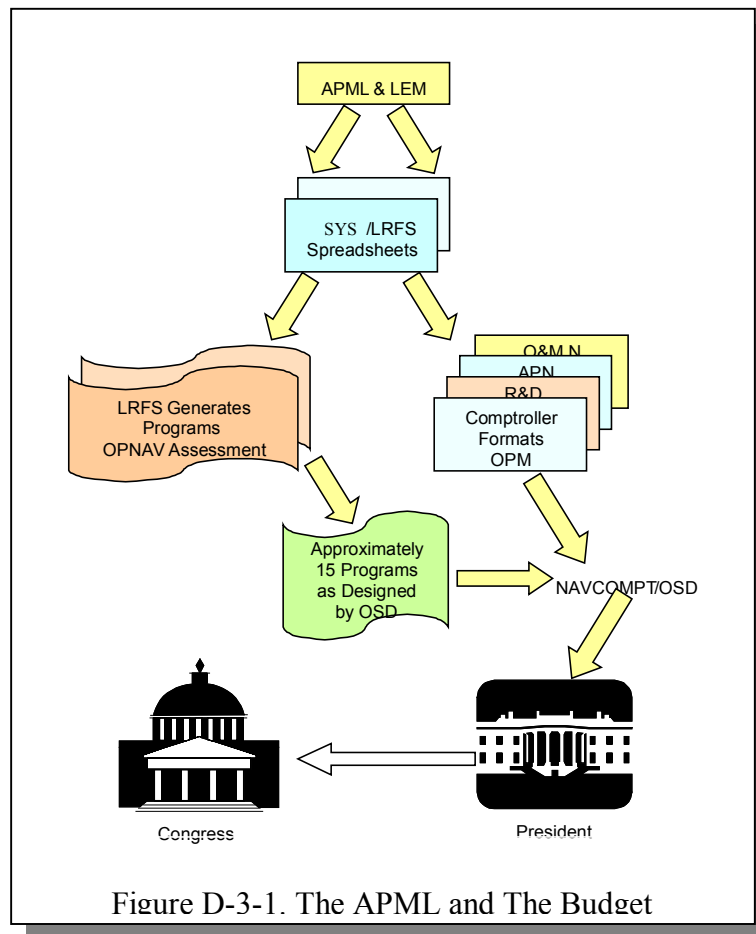 APML & LEM
SYS /LRFS
Spreadsheets
O&M,N
APN
R&D
Comptroller
Formats
OPM
LRFS Generates
Programs
OPNAV Assessment
Approximately
15 Programs
as Designed
by OSD
NAVCOMPT/OSD
Congress
President
Figure D-3-1. The APML and The Budget